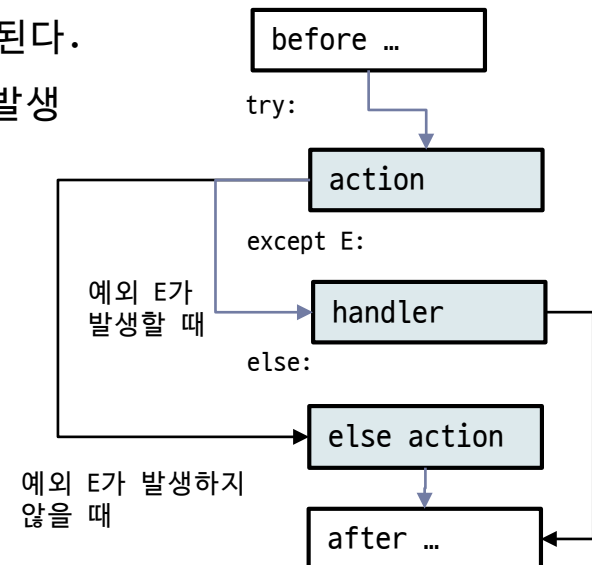 된다.
before …
발생
try:
action
except E:
예외 E가
발생할 때
handler
else:
else action
예외 E가 발생하지
않을 때
after …